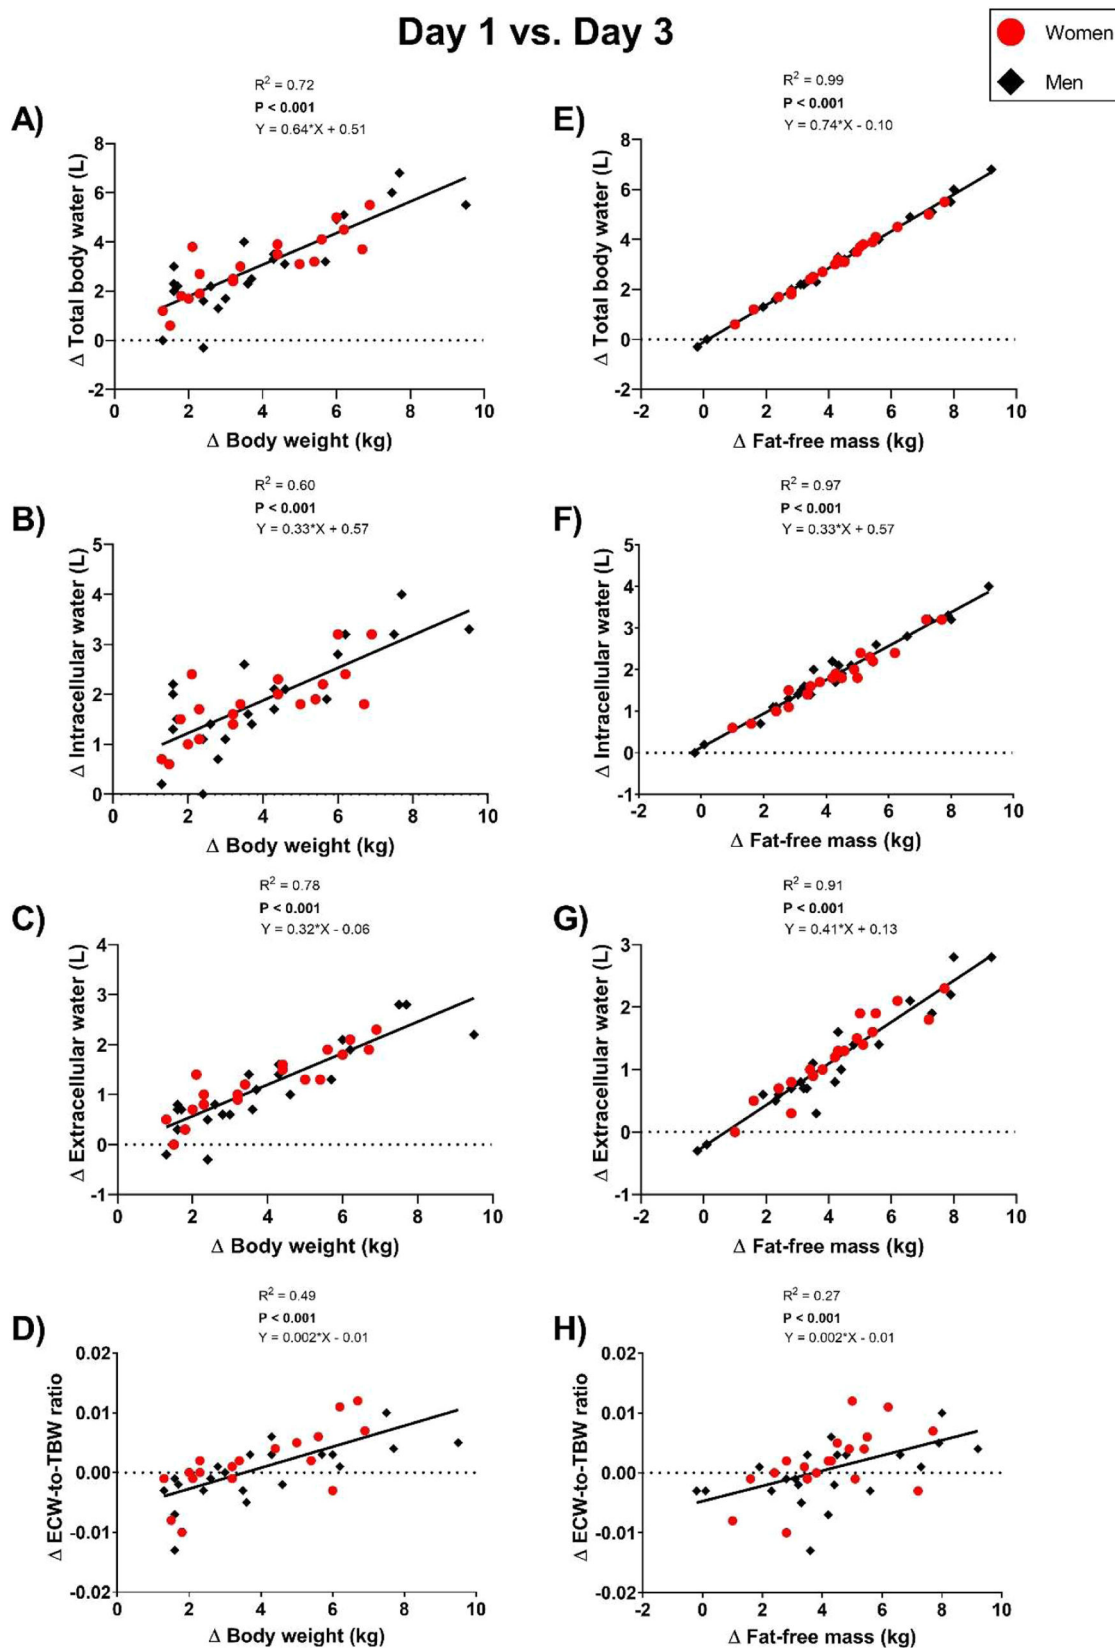 Day 1 vs. Day 3
Women
Men
A)
R² = 0.72
P < 0.001
Y = 0.64*X + 0.51
Δ Total body water (L)
8
6
4
2
0
-2
0 2 4 6 8 10
Δ Body weight (kg)
E)
R² = 0.99
P < 0.001
Y = 0.74*X - 0.10
Δ Total body water (L)
8
6
4
2
0
-2
-2 0 2 4 6 8 10
Δ Fat-free mass (kg)
B)
R² = 0.60
P < 0.001
Y = 0.33*X + 0.57
Δ Intracellular water (L)
5
4
3
2
1
0
0 2 4 6 8 10
Δ Body weight (kg)
F)
R² = 0.97
P < 0.001
Y = 0.33*X + 0.57
Δ Intracellular water (L)
5
4
3
2
1
0
-1
-2 0 2 4 6 8 10
Δ Fat-free mass (kg)
C)
R² = 0.78
P < 0.001
Y = 0.32*X - 0.06
Δ Extracellular water (L)
4
3
2
1
0
-1
0 2 4 6 8 10
Δ Body weight (kg)
G)
R² = 0.91
P < 0.001
Y = 0.41*X + 0.13
Δ Extracellular water (L)
3
2
1
0
-1
-2 0 2 4 6 8 10
Δ Fat-free mass (kg)
D)
R² = 0.49
P < 0.001
Y = 0.002*X - 0.01
Δ ECW-to-TBW ratio
0.02
0.01
0.00
-0.01
-0.02
0 2 4 6 8 10
Δ Body weight (kg)
H)
R² = 0.27
P < 0.001
Y = 0.002*X - 0.01
Δ ECW-to-TBW ratio
0.02
0.01
0.00
-0.01
-0.02
-2 0 2 4 6 8 10
Δ Fat-free mass (kg)